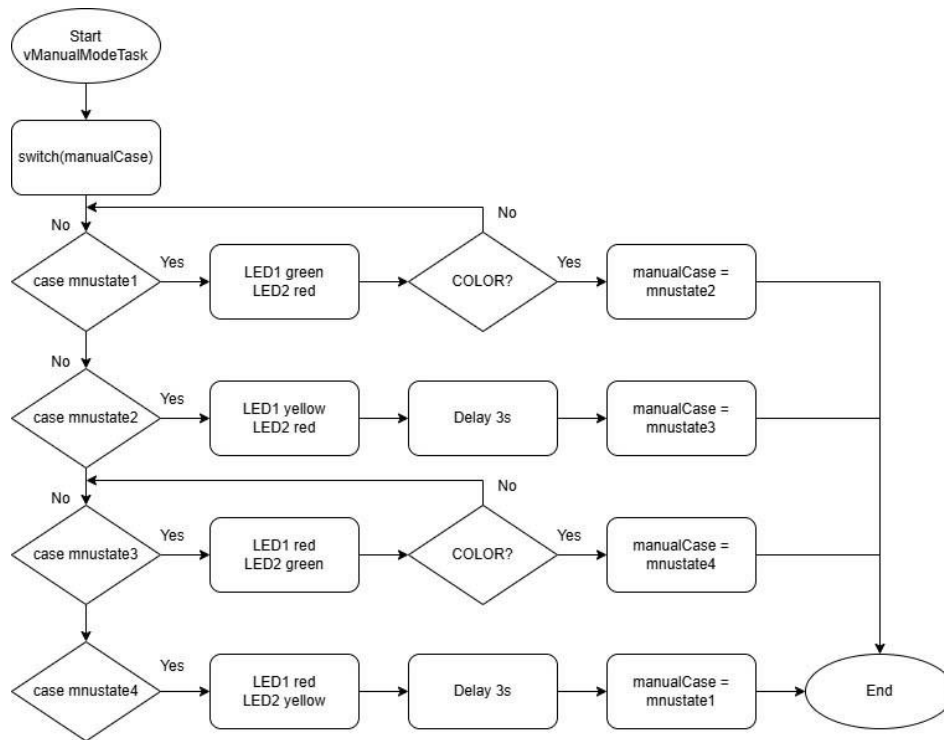 Start
vManualModeTask
switch(manualCase)
No
No
case mnustate1
Yes
LED1 green
LED2 red
COLOR?
Yes
manualCase =
mnustate2
No
case mnustate2
Yes
LED1 yellow
LED2 red
Delay 3s
manualCase =
mnustate3
No
No
case mnustate3
Yes
LED1 red
LED2 green
COLOR?
Yes
manualCase =
mnustate4
case mnustate4
Yes
LED1 red
LED2 yellow
Delay 3s
manualCase =
mnustate1
End